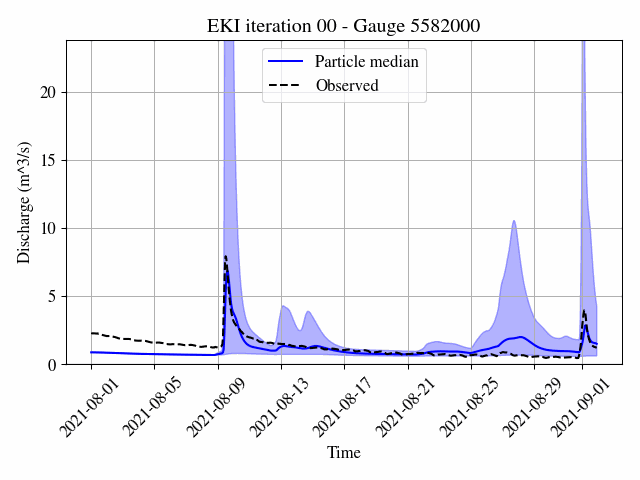 EKI iteration 00 - Gauge 5582000
Particle median
Observed
Discharge (m^3/s)
20
15
10
5
0
2021-08-01
2021-08-05
2021-08-09
2021-08-13
2021-08-17
2021-08-21
2021-08-25
2021-08-29
2021-09-01
Time